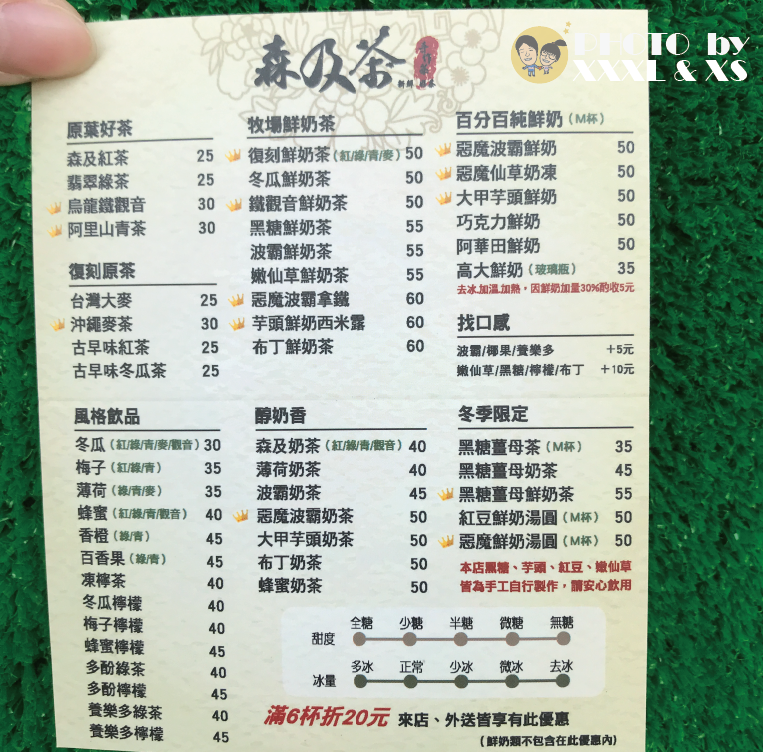 PHOTO by
XXXL & XS
森及茶
原葉好茶
森及紅茶 25
翡翠綠茶 25
烏龍鐵觀音 30
阿里山青茶 30
復刻原茶
台灣大麥 25
沖繩麥茶 30
古早味紅茶 25
古早味冬瓜茶 25
牧場鮮奶茶
復刻鮮奶茶(紅/綠/青/麥) 50
冬瓜鮮奶茶 50
鐵觀音鮮奶茶 50
黑糖鮮奶茶 55
波霸鮮奶茶 55
嫩仙草鮮奶茶 55
惡魔波霸拿鐵 60
芋頭鮮奶西米露 60
布丁鮮奶茶 60
百分百純鮮奶(M杯)
惡魔波霸鮮奶 50
惡魔仙草奶凍 50
大甲芋頭鮮奶 50
巧克力鮮奶 50
阿華田鮮奶 50
高大鮮奶(玻璃瓶) 35
去冰.加溫.加熱,因鮮奶加量30%酌收5元
找口感
波霸/椰果/養樂多 +5元
嫩仙草/黑糖/檸檬/布丁 +10元
風格飲品
冬瓜(紅/綠/青/麥/觀音) 30
梅子(紅/綠/青) 35
薄荷(綠/青/麥) 35
蜂蜜(紅/綠/青/觀音) 40
香橙(綠/青) 45
百香果(綠/青) 45
凍檸茶 40
冬瓜檸檬 40
梅子檸檬 40
蜂蜜檸檬 45
多酚綠茶 40
多酚檸檬 45
養樂多綠茶 40
養樂多檸檬 45
醇奶香
森及奶茶(紅/綠/青/觀音) 40
薄荷奶茶 40
波霸奶茶 45
惡魔波霸奶茶 50
大甲芋頭奶茶 50
布丁奶茶 50
蜂蜜奶茶 50
冬季限定
黑糖薑母茶(M杯) 35
黑糖薑母奶茶 45
黑糖薑母鮮奶茶 55
紅豆鮮奶湯圓(M杯) 50
惡魔鮮奶湯圓(M杯) 50
本店黑糖、芋頭、紅豆、嫩仙草
皆為手工自行製作,請安心飲用
全糖 少糖 半糖 微糖 無糖
甜度
多冰 正常 少冰 微冰 去冰
冰量
滿6杯折20元 來店、外送皆享有此優惠
(鮮奶類不包含在此優惠內)